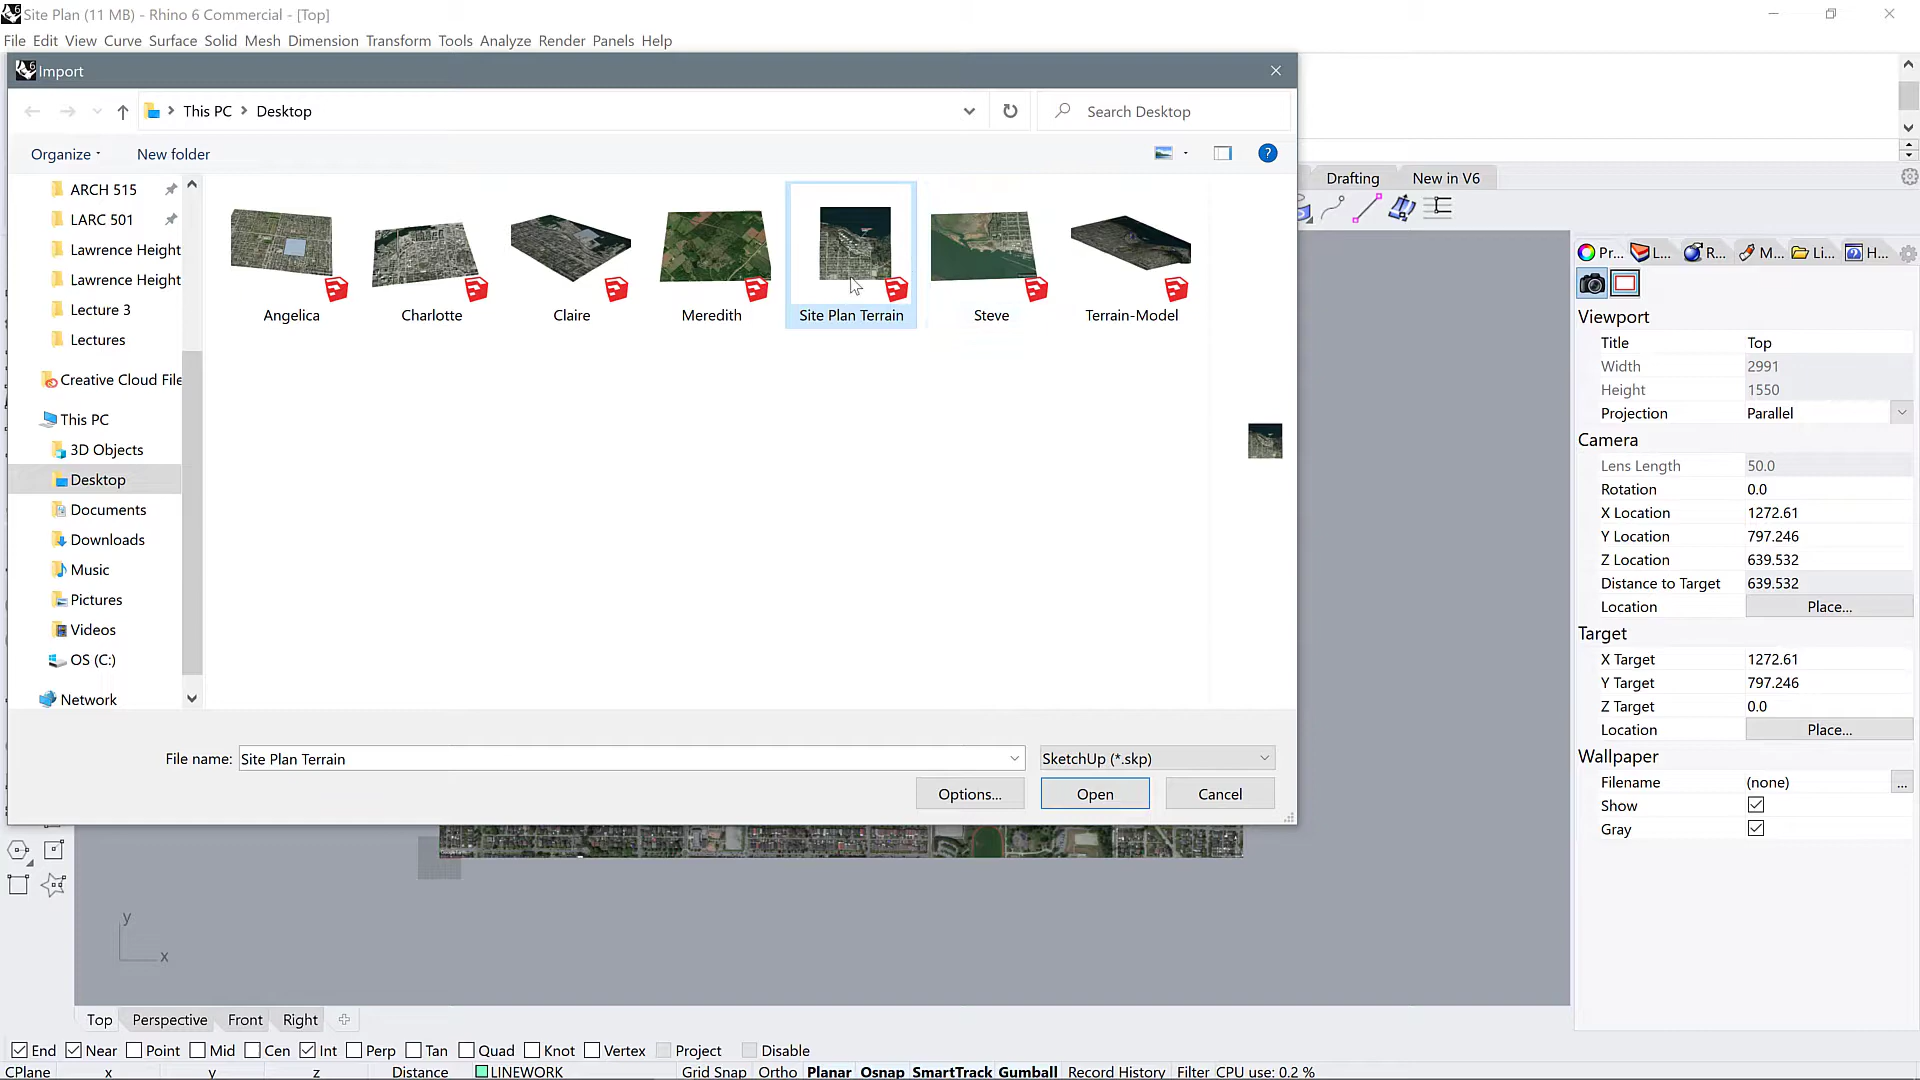 Site Plan (11 MB) - Rhino 6 Commercial - [Top]
File Edit View Curve Surface Solid Mesh Dimension Transform Tools Analyze Render Panels Help
Import
This PC Desktop
Search Desktop
Organize New folder
Drafting New in V6
ARCH 515
LARC 501
Lawrence Height
Lawrence Height
Lecture 3
Lectures
Creative Cloud File
This PC
3D Objects
Desktop
Documents
Downloads
Music
Pictures
Videos
OS (C:)
Network
Angelica
Charlotte
Claire
Meredith
Site Plan Terrain
Steve
Terrain-Model
File name: Site Plan Terrain
SketchUp (*.skp)
Options... Open Cancel
Pr... L... R... M... Li... H...
Viewport
Title Top
Width 2991
Height 1550
Projection Parallel
Camera
Lens Length 50.0
Rotation 0.0
X Location 1272.61
Y Location 797.246
Z Location 639.532
Distance to Target 639.532
Location Place...
Target
X Target 1272.61
Y Target 797.246
Z Target 0.0
Location Place...
Wallpaper
Filename (none) ...
Show
Gray
y
x
Top Perspective Front Right
End Near Point Mid Cen Int Perp Tan Quad Knot Vertex Project Disable
CPlane x y z Distance LINEWORK Grid Snap Ortho Planar Osnap SmartTrack Gumball Record History Filter CPU use: 0.2 %